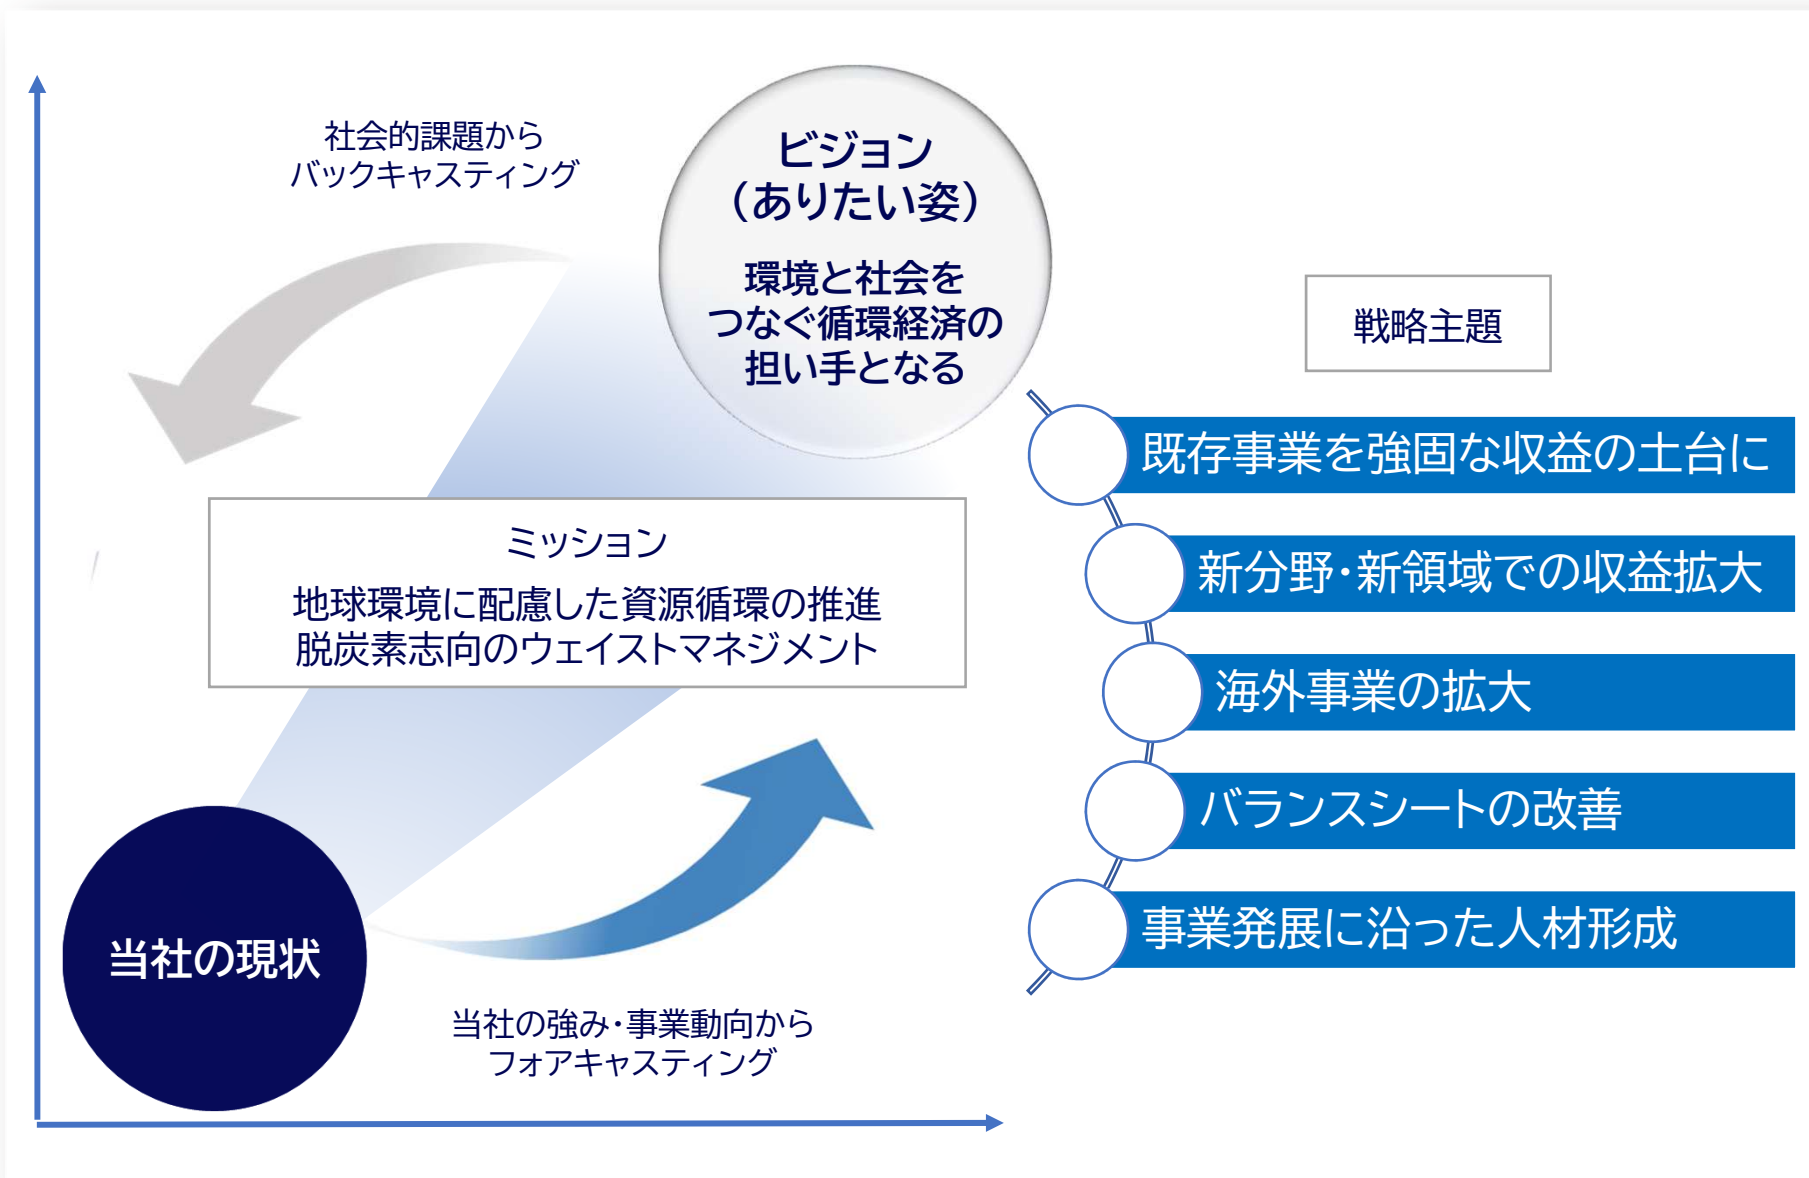 社会的課題から
バックキャスティング
ビジョン
（ありたい姿）
環境と社会を
つなぐ循環経済の
担い手となる
ミッション
地球環境に配慮した資源循環の推進
脱炭素志向のウェイストマネジメント
当社の現状
当社の強み・事業動向から
フォアキャスティング
戦略主題
既存事業を強固な収益の土台に
新分野・新領域での収益拡大
海外事業の拡大
バランスシートの改善
事業発展に沿った人材形成